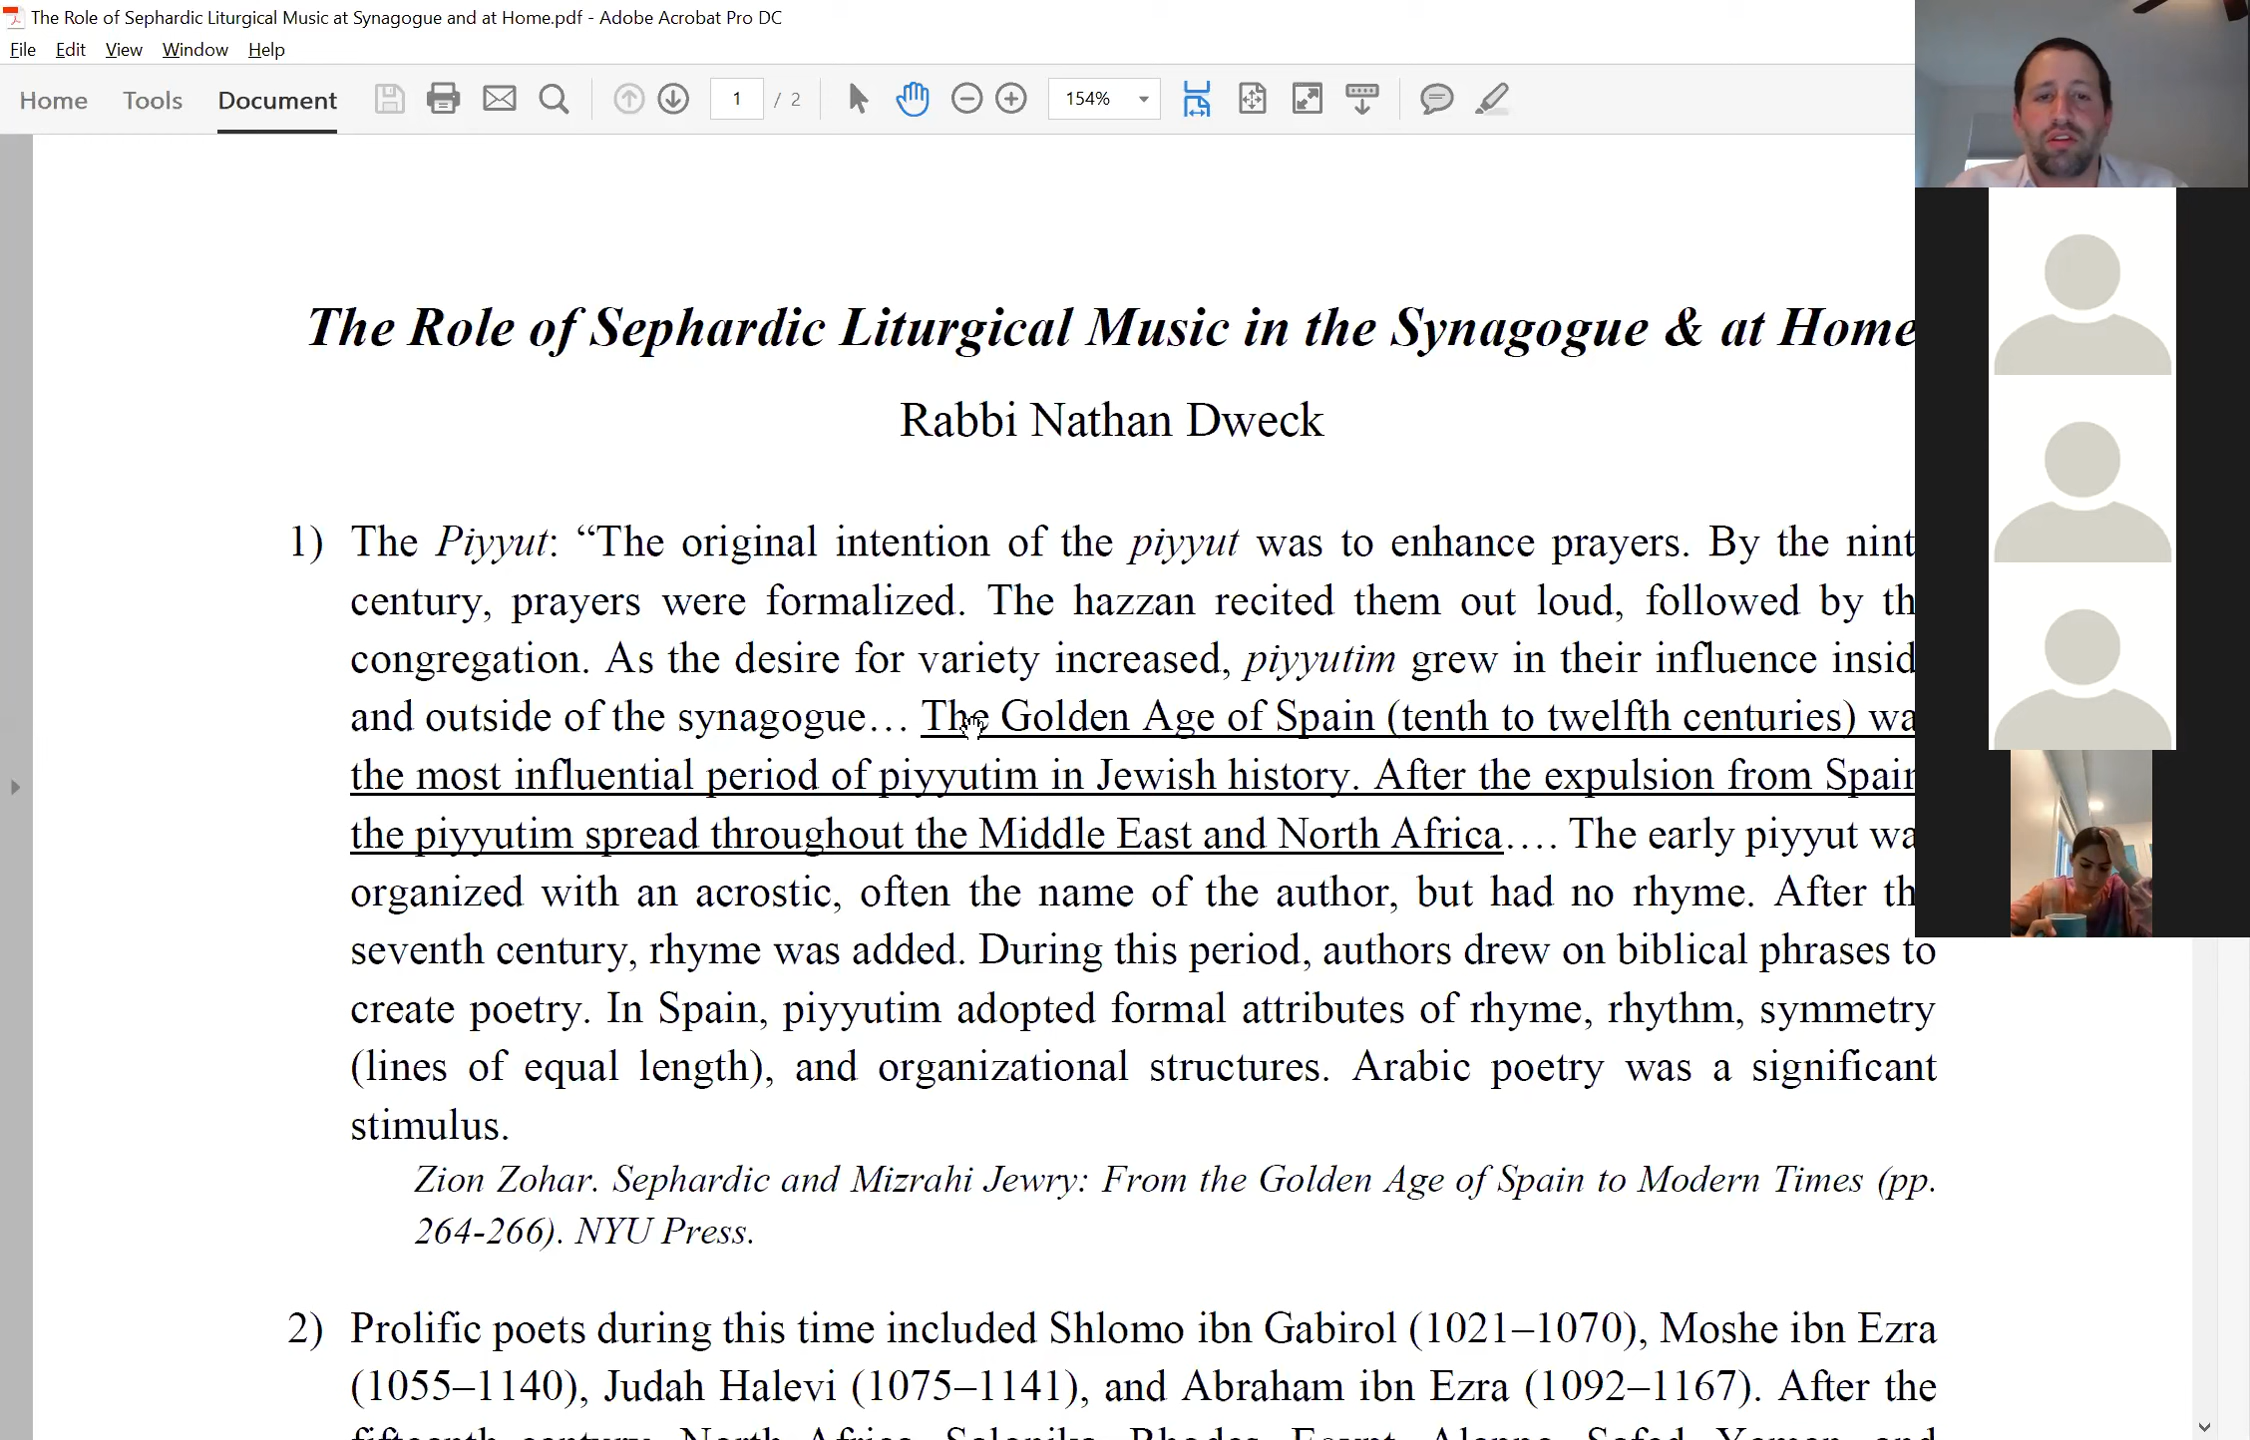 The Role of Sephardic Liturgical Music at Synagogue and at Home.pdf - Adobe Acrobat Pro DC
File Edit View Window Help
Home Tools Document 1 / 2 154%
The Role of Sephardic Liturgical Music in the Synagogue & at Home
Rabbi Nathan Dweck
1) The Piyyut: “The original intention of the piyyut was to enhance prayers. By the nint
century, prayers were formalized. The hazzan recited them out loud, followed by th
congregation. As the desire for variety increased, piyyutim grew in their influence insid
and outside of the synagogue… The Golden Age of Spain (tenth to twelfth centuries) wa
the most influential period of piyyutim in Jewish history. After the expulsion from Spain
the piyyutim spread throughout the Middle East and North Africa…. The early piyyut wa
organized with an acrostic, often the name of the author, but had no rhyme. After th
seventh century, rhyme was added. During this period, authors drew on biblical phrases to
create poetry. In Spain, piyyutim adopted formal attributes of rhyme, rhythm, symmetry
(lines of equal length), and organizational structures. Arabic poetry was a significant
stimulus.
Zion Zohar. Sephardic and Mizrahi Jewry: From the Golden Age of Spain to Modern Times (pp.
264-266). NYU Press.
2) Prolific poets during this time included Shlomo ibn Gabirol (1021–1070), Moshe ibn Ezra
(1055–1140), Judah Halevi (1075–1141), and Abraham ibn Ezra (1092–1167). After the
fifteenth century, North Africa, Salonika, Rhodes, Egypt, Aleppo, Safed, Yemen, and